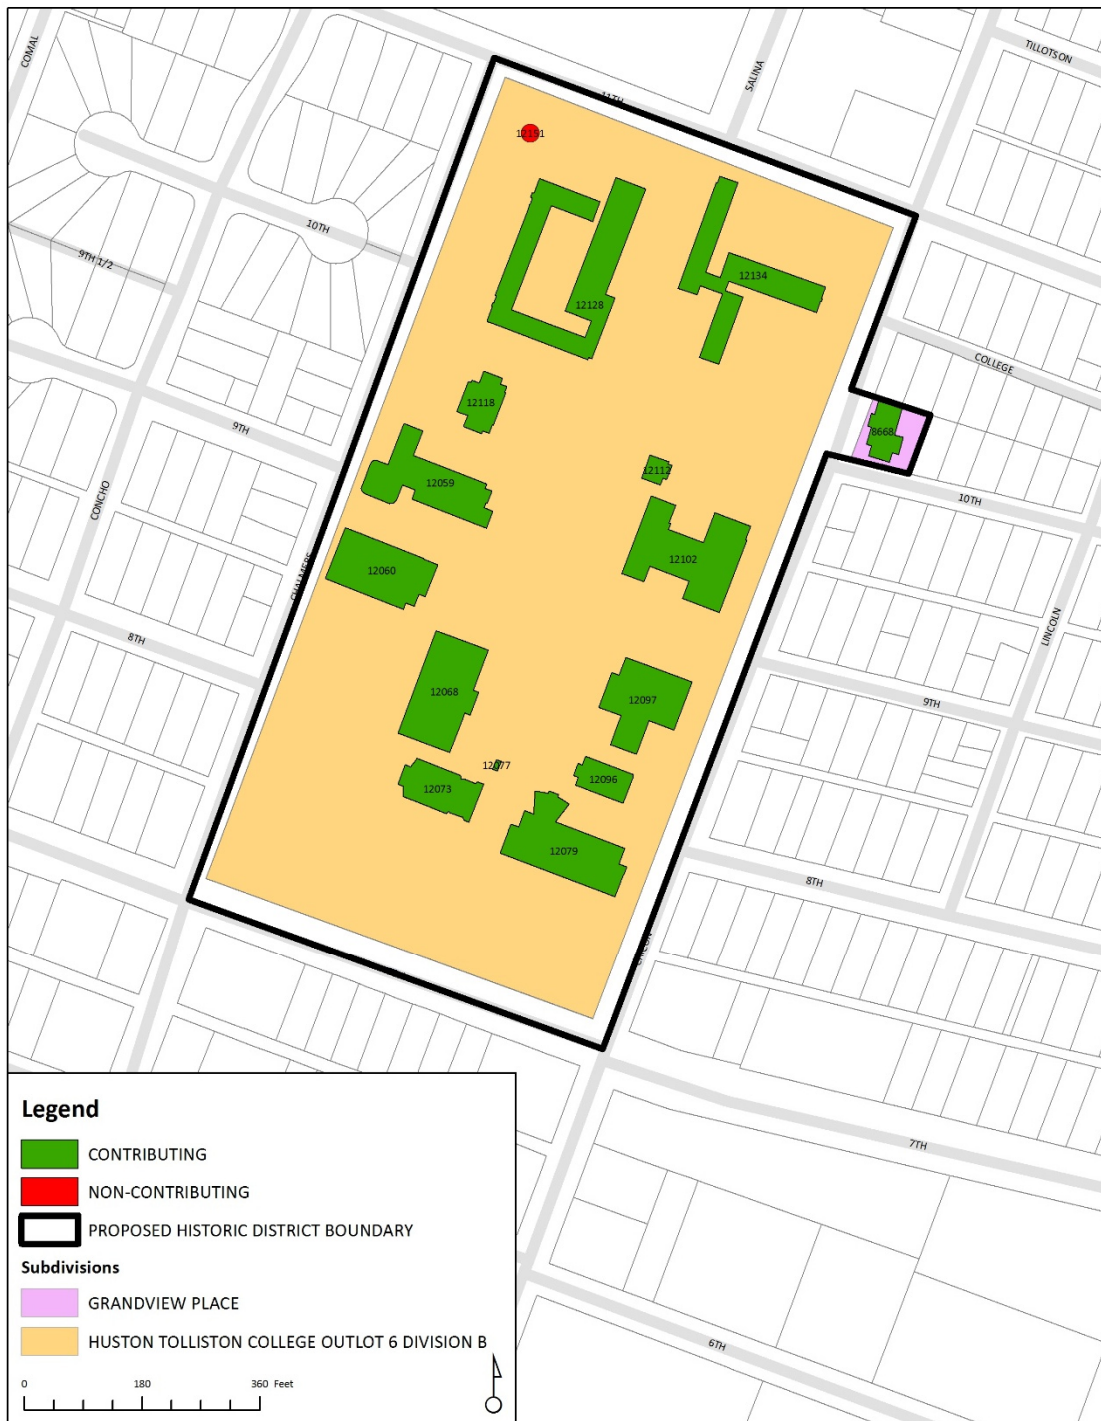 COMAL
TILLOTSON
SALINA
11TH
12151
10TH
9TH 1/2
12134
12128
COLLEGE
12118
8668
9TH
12112
12059
CONCHO
10TH
12102
12060
CHALMERS
LINCOLN
8TH
12068
12097
9TH
12077
12096
12073
12079
8TH
CHICON
7TH
6TH
Legend
CONTRIBUTING
NON-CONTRIBUTING
PROPOSED HISTORIC DISTRICT BOUNDARY
Subdivisions
GRANDVIEW PLACE
HUSTON TOLLISTON COLLEGE OUTLOT 6 DIVISION B
0 180 360 Feet